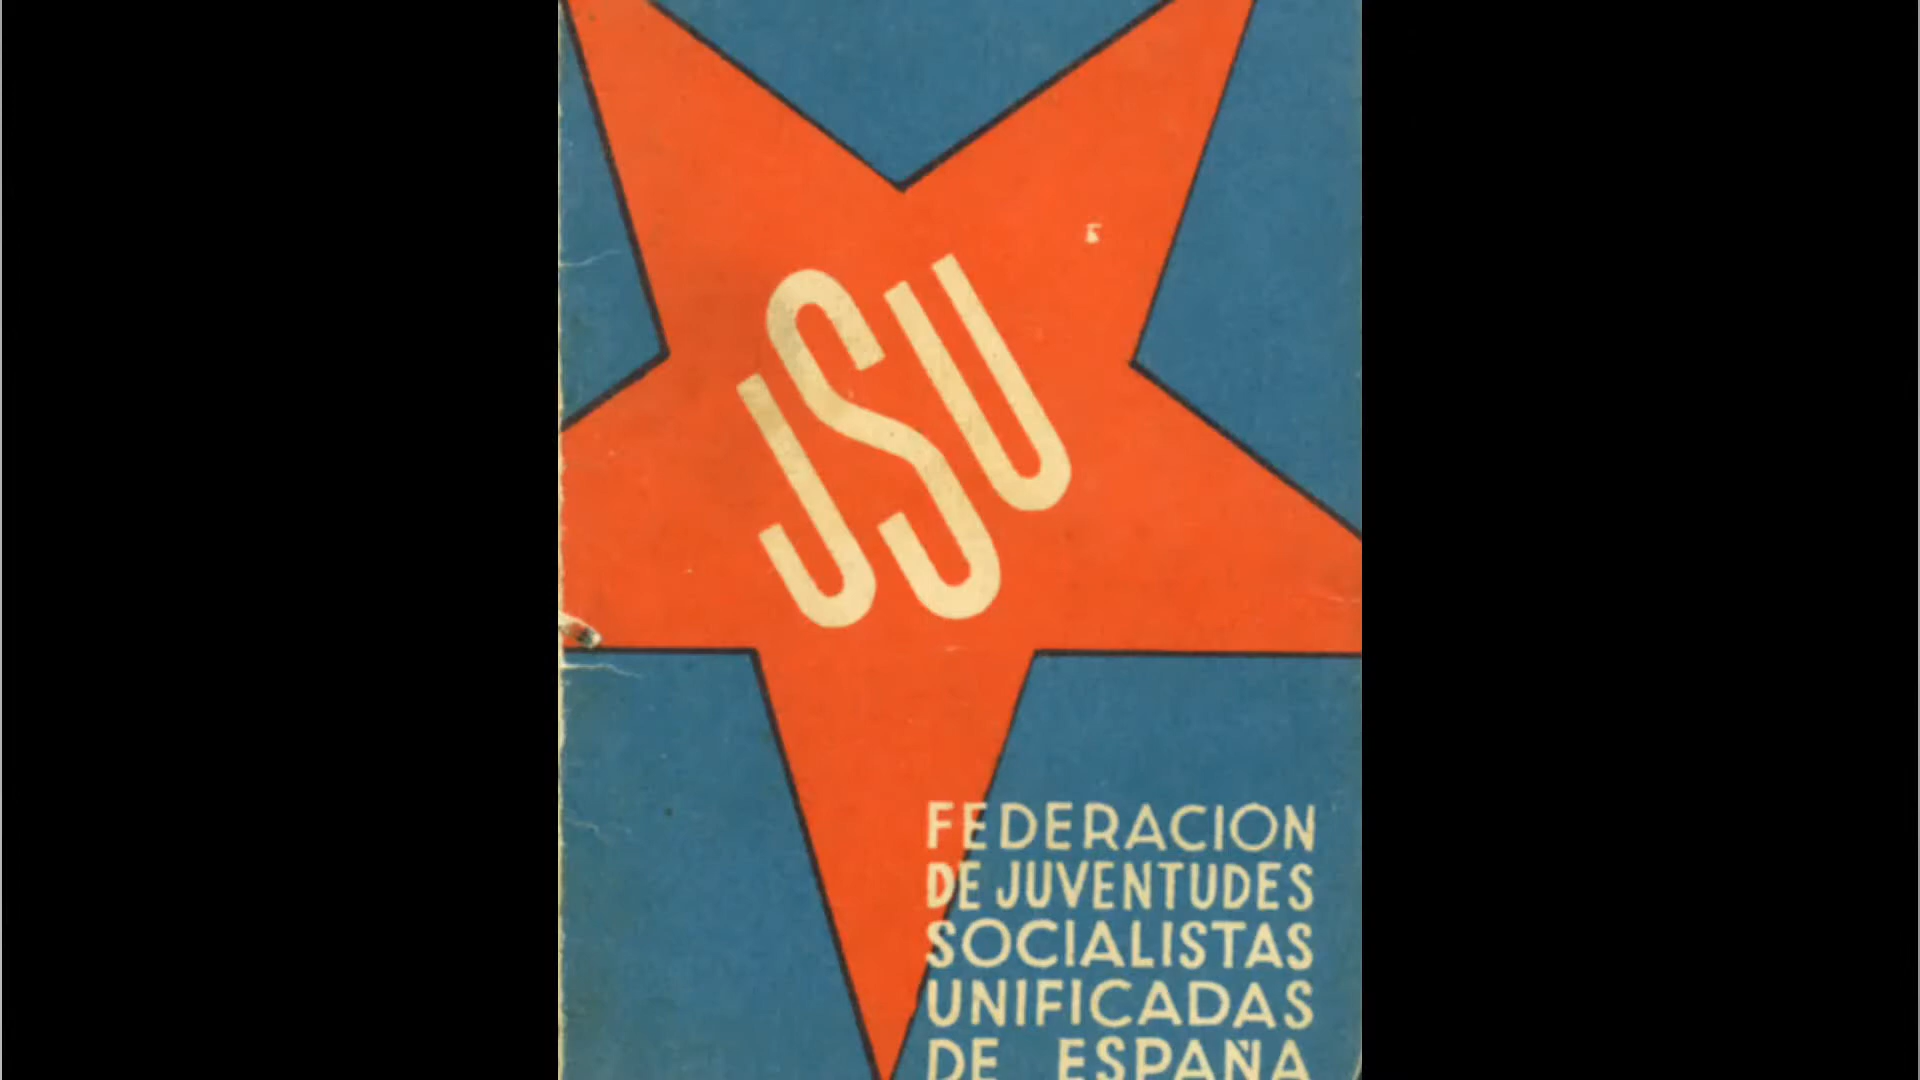 JSU
FEDERACION
DE JUVENTUDES
SOCIALISTAS
UNIFICADAS
DE ESPAÑA